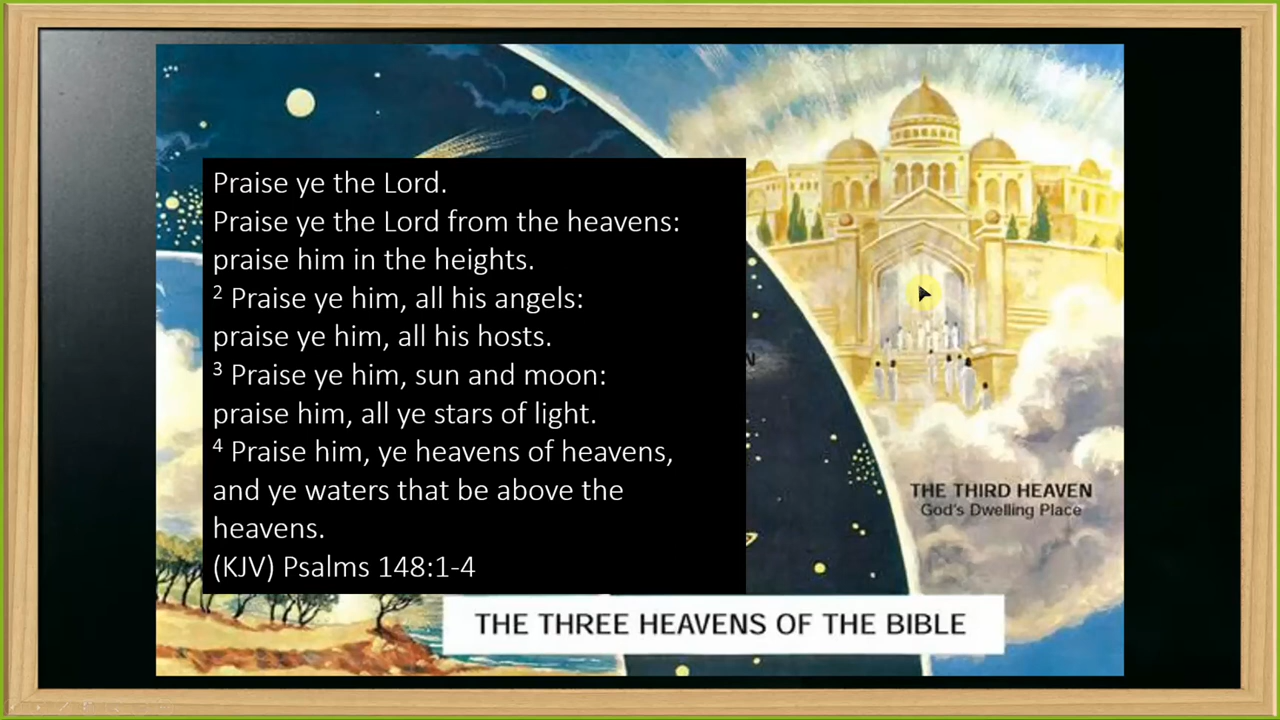 Praise ye the Lord.
Praise ye the Lord from the heavens:
praise him in the heights.
2 Praise ye him, all his angels:
praise ye him, all his hosts.
3 Praise ye him, sun and moon:
praise him, all ye stars of light.
4 Praise him, ye heavens of heavens,
and ye waters that be above the
heavens.
(KJV) Psalms 148:1-4
THE THIRD HEAVEN
God's Dwelling Place
THE THREE HEAVENS OF THE BIBLE